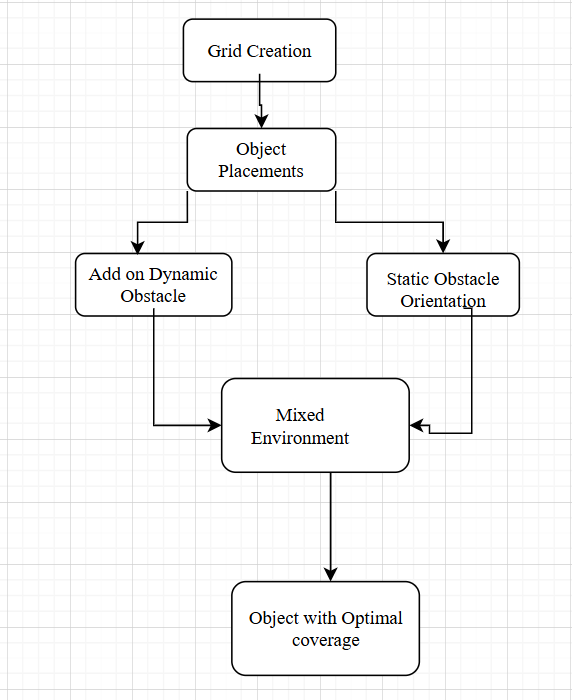 Grid Creation
Object
Placements
Add on Dynamic
Obstacle
Static Obstacle
Orientation
Mixed
Environment
Object with Optimal
coverage